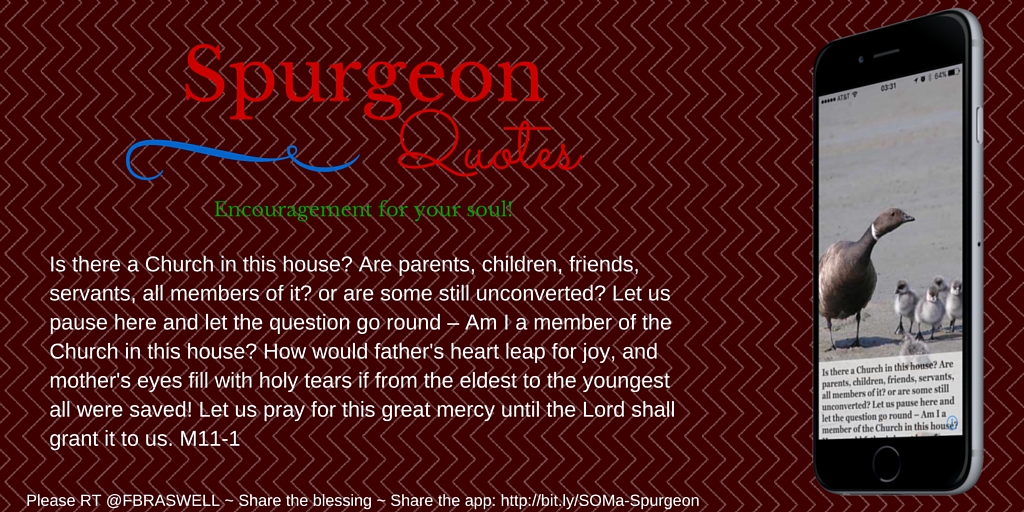 Spurgeon
Quotes
Encouragement for your soul!
Is there a Church in this house? Are parents, children, friends,
servants, all members of it? or are some still unconverted? Let us
pause here and let the question go round – Am I a member of the
Church in this house? How would father's heart leap for joy, and
mother's eyes fill with holy tears if from the eldest to the youngest
all were saved! Let us pray for this great mercy until the Lord shall
grant it to us. M11-1
Please RT @FBRASWELL ~ Share the blessing ~ Share the app: http://bit.ly/SOMa-Spurgeon
AT&T 03:31 64%
Is there a Church in this house? Are
parents, children, friends, servants,
all members of it? or are some still
unconverted? Let us pause here and
let the question go round – Am I a
member of the Church in this house?